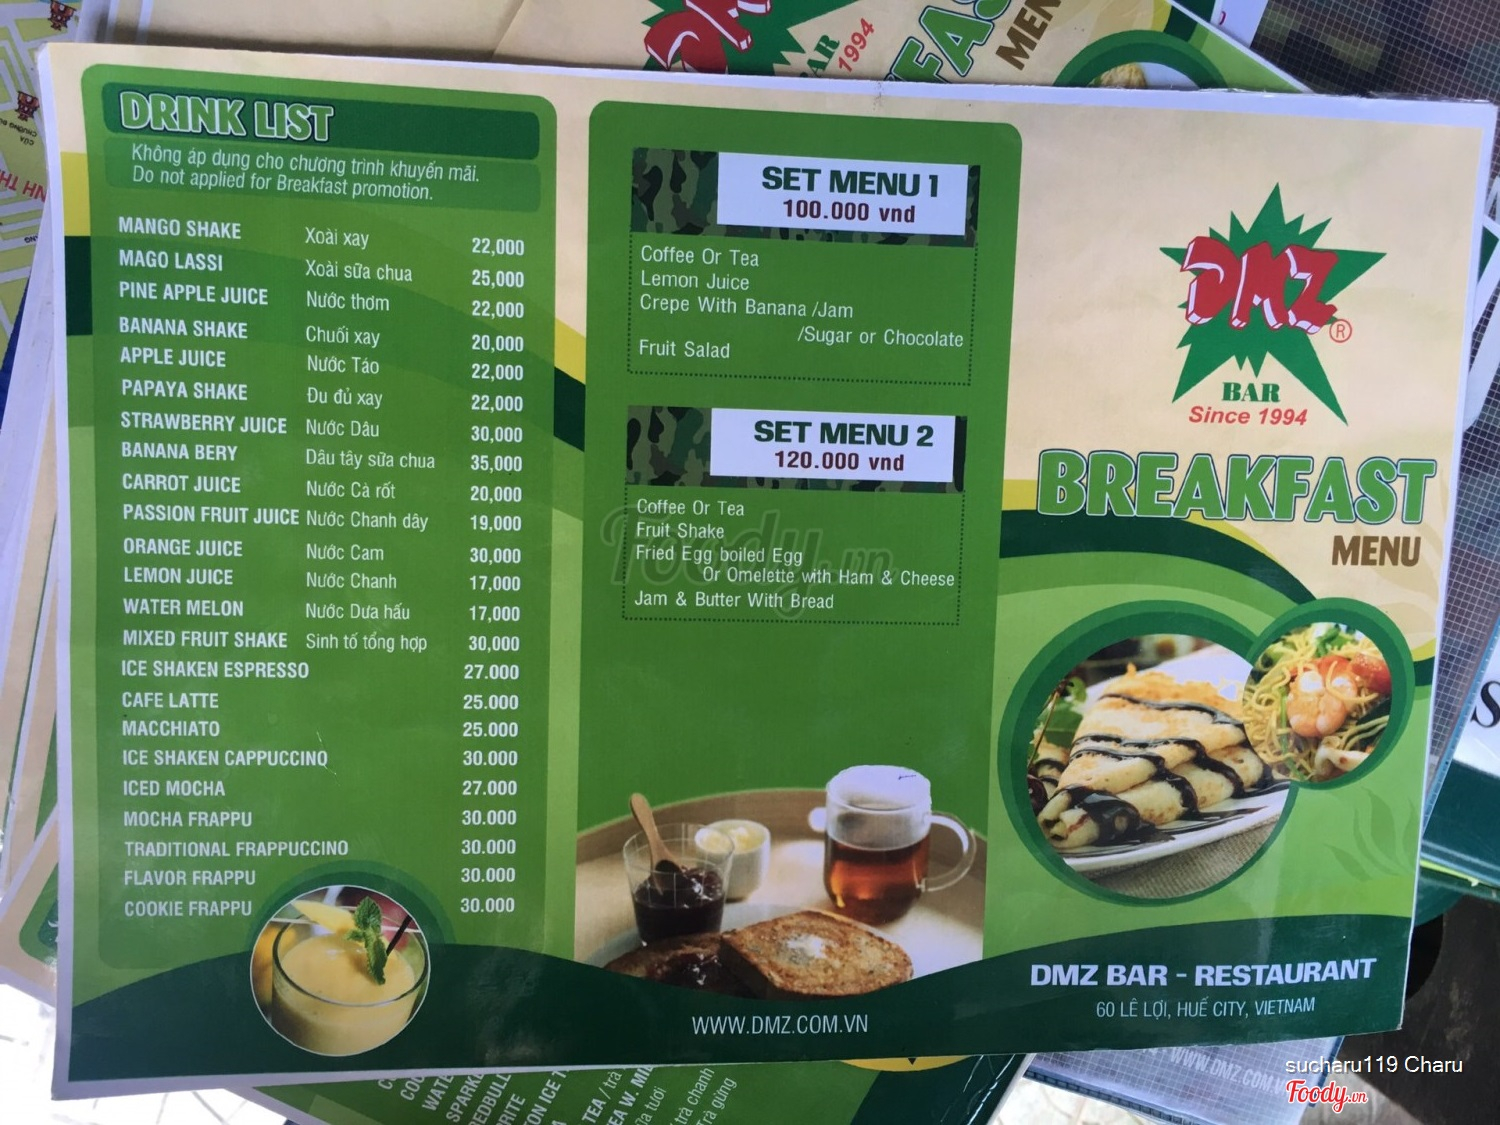 DRINK LIST
Không áp dụng cho chương trình khuyến mãi.
Do not applied for Breakfast promotion.
MANGO SHAKE Xoài xay 22,000
MAGO LASSI Xoài sữa chua 25,000
PINE APPLE JUICE Nước thơm 22,000
BANANA SHAKE Chuối xay 20,000
APPLE JUICE Nước Táo 22,000
PAPAYA SHAKE Đu đủ xay 22,000
STRAWBERRY JUICE Nước Dâu 30,000
BANANA BERY Dâu tây sữa chua 35,000
CARROT JUICE Nước Cà rốt 20,000
PASSION FRUIT JUICE Nước Chanh dây 19,000
ORANGE JUICE Nước Cam 30,000
LEMON JUICE Nước Chanh 17,000
WATER MELON Nước Dưa hấu 17,000
MIXED FRUIT SHAKE Sinh tố tổng hợp 30,000
ICE SHAKEN ESPRESSO 27.000
CAFE LATTE 25.000
MACCHIATO 25.000
ICE SHAKEN CAPPUCCINO 30.000
ICED MOCHA 27.000
MOCHA FRAPPU 30.000
TRADITIONAL FRAPPUCCINO 30.000
FLAVOR FRAPPU 30.000
COOKIE FRAPPU 30.000
SET MENU 1
100.000 vnd
Coffee Or Tea
Lemon Juice
Crepe With Banana /Jam
/Sugar or Chocolate
Fruit Salad
SET MENU 2
120.000 vnd
Coffee Or Tea
Fruit Shake
Fried Egg boiled Egg
Or Omelette with Ham & Cheese
Jam & Butter With Bread
Foody.vn
WWW.DMZ.COM.VN
DMZ ®
BAR
Since 1994
BREAKFAST
MENU
DMZ BAR - RESTAURANT
60 LÊ LỢI, HUẾ CITY, VIETNAM
DMZ
BAR
1994
MEN
WWW.DMZ.COM
sucharu119 Charu
Foody.vn